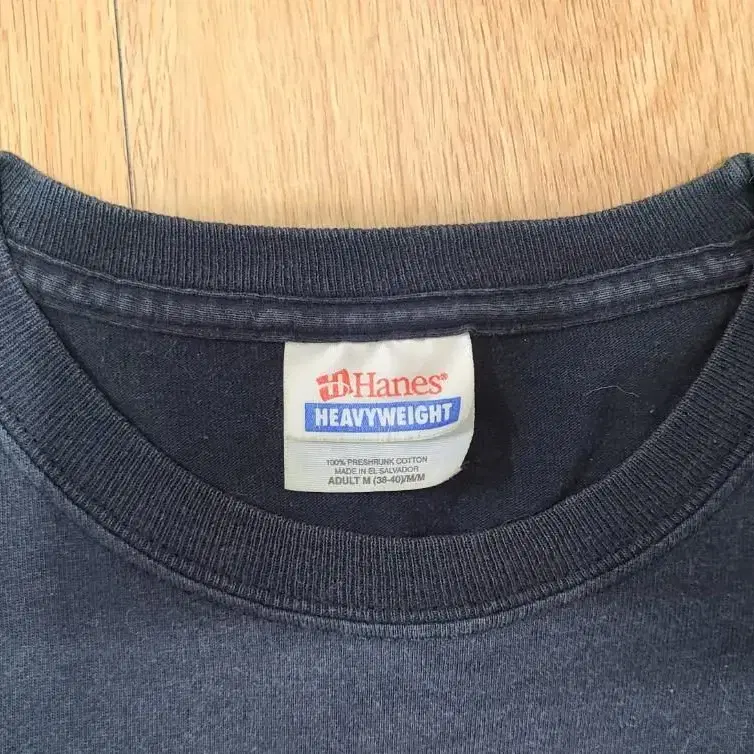 H Hanes®
HEAVYWEIGHT
100% PRESHRUNK COTTON
MADE IN EL SALVADOR
ADULT M (38-40)/M/M